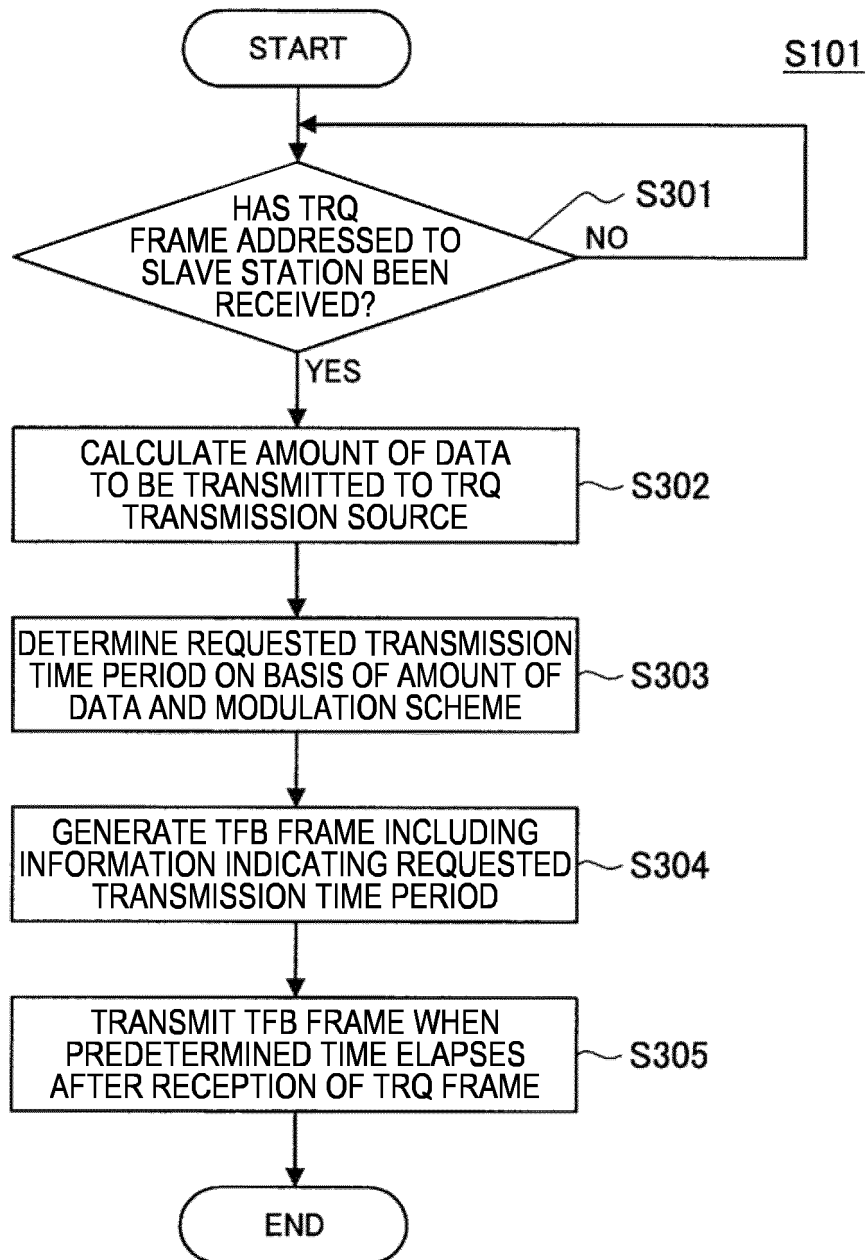 START
S101
HAS TRQ
FRAME ADDRESSED TO
SLAVE STATION BEEN
RECEIVED?
S301
NO
YES
CALCULATE AMOUNT OF DATA
TO BE TRANSMITTED TO TRQ
TRANSMISSION SOURCE
S302
DETERMINE REQUESTED TRANSMISSION
TIME PERIOD ON BASIS OF AMOUNT OF
DATA AND MODULATION SCHEME
S303
GENERATE TFB FRAME INCLUDING
INFORMATION INDICATING REQUESTED
TRANSMISSION TIME PERIOD
S304
TRANSMIT TFB FRAME WHEN
PREDETERMINED TIME ELAPSES
AFTER RECEPTION OF TRQ FRAME
S305
END